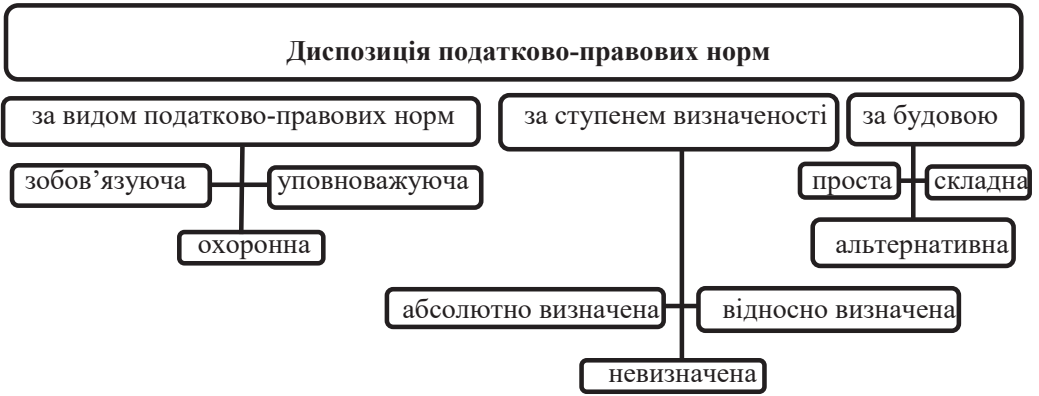 Диспозиція податково-правових норм
за видом податково-правових норм
за ступенем визначеності
за будовою
зобов’язуюча
уповноважуюча
проста
складна
охоронна
альтернативна
абсолютно визначена
відносно визначена
невизначена